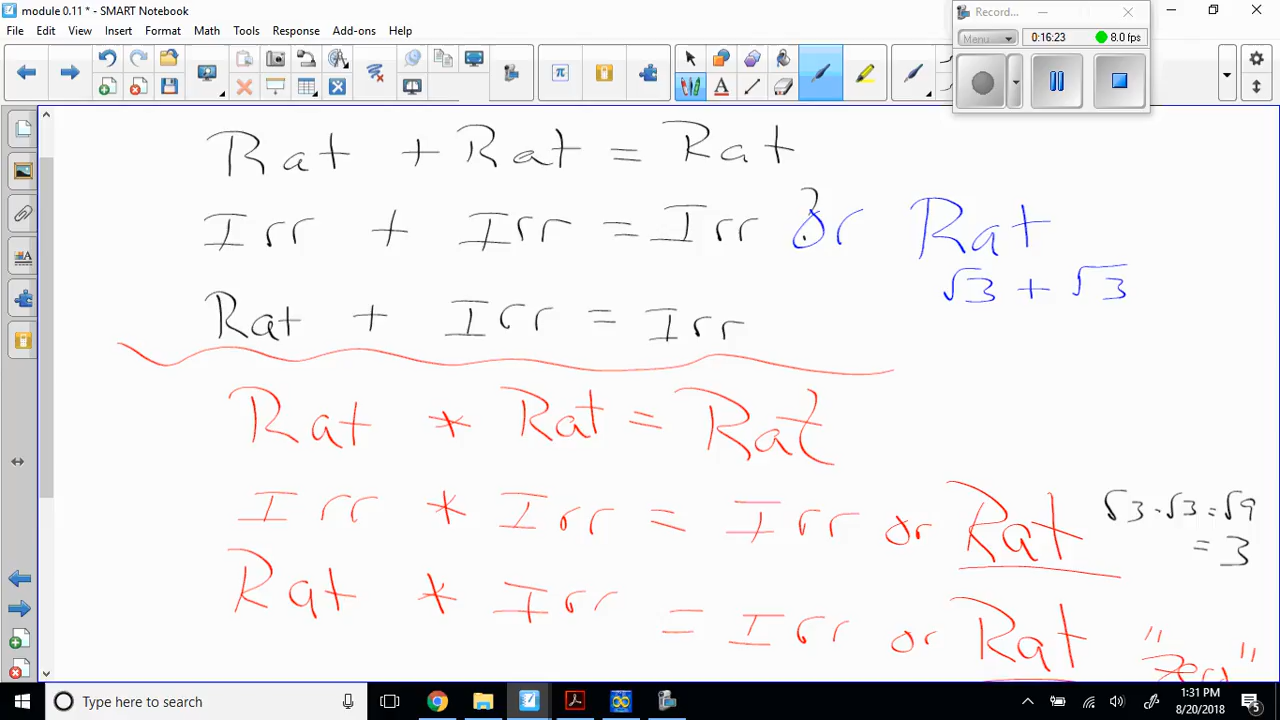 module 0.11 * - SMART Notebook
Record...
File Edit View Insert Format Math Tools Response Add-ons Help
Menu 0:16:23 8.0 fps
Rat + Rat = Rat
Irr + Irr = Irr or Rat
√3 + √3
Rat + Irr = Irr
Rat * Rat = Rat
Irr * Irr = Irr or Rat √3 · √3 = √9
= 3
Rat * Irr = Irr or Rat "zero"
Type here to search
1:31 PM
8/20/2018
5